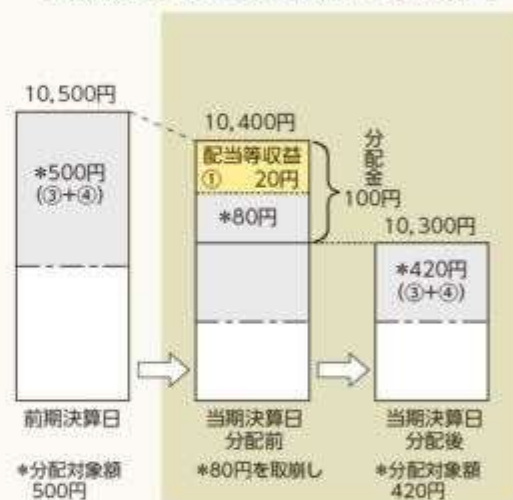 10,500円
*500円
(③+④)
前期決算日
*分配対象額
500円
10,400円
配当等収益
① 20円
*80円
分配金
100円
当期決算日
分配前
*80円を取崩し
10,300円
*420円
(③+④)
当期決算日
分配後
*分配対象額
420円